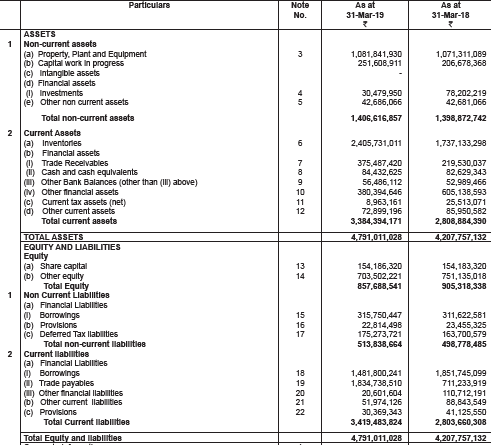 Particulars Note No. As at 31-Mar-19 ₹ As at 31-Mar-18 ₹
ASSETS
1 Non-current assets
(a) Property, Plant and Equipment 3 1,081,841,930 1,071,311,089
(b) Capital work in progress 251,608,911 206,678,368
(c) Intangible assets -
(d) Financial assets
(i) Investments 4 30,479,950 78,202,219
(e) Other non current assets 5 42,686,066 42,681,066
Total non-current assets 1,406,616,857 1,398,872,742
2 Current Assets
(a) Inventories 6 2,405,731,011 1,737,133,298
(b) Financial assets
(i) Trade Receivables 7 375,487,420 219,530,037
(ii) Cash and cash equivalents 8 84,432,625 82,629,343
(iii) Other Bank Balances (other than (iii) above) 9 56,486,112 52,989,466
(iv) Other financial assets 10 380,394,646 605,138,593
(c) Current tax assets (net) 11 8,963,161 25,513,071
(d) Other current assets 12 72,899,196 85,950,582
Total current assets 3,384,394,171 2,808,884,390
TOTAL ASSETS 4,791,011,028 4,207,757,132
EQUITY AND LIABILITIES
Equity
(a) Share capital 13 154,186,320 154,183,320
(b) Other equity 14 703,502,221 751,135,018
Total Equity 857,688,541 905,318,338
1 Non Current Liabilities
(a) Financial Liabilities
(i) Borrowings 15 315,750,447 311,622,581
(b) Provisions 16 22,814,498 23,455,325
(c) Deferred Tax liabilities 17 175,273,721 163,700,579
Total non-current liabilities 513,838,664 498,778,485
2 Current liabilities
(a) Financial Liabilities
(i) Borrowings 18 1,481,800,241 1,851,745,099
(ii) Trade payables 19 1,834,738,510 711,233,919
(iii) Other financial liabilities 20 20,601,604 110,712,191
(b) Other current liabilities 21 51,974,126 88,843,549
(c) Provisions 22 30,369,343 41,125,550
Total Current liabilities 3,419,483,824 2,803,660,308
Total Equity and liabilities 4,791,011,028 4,207,757,132